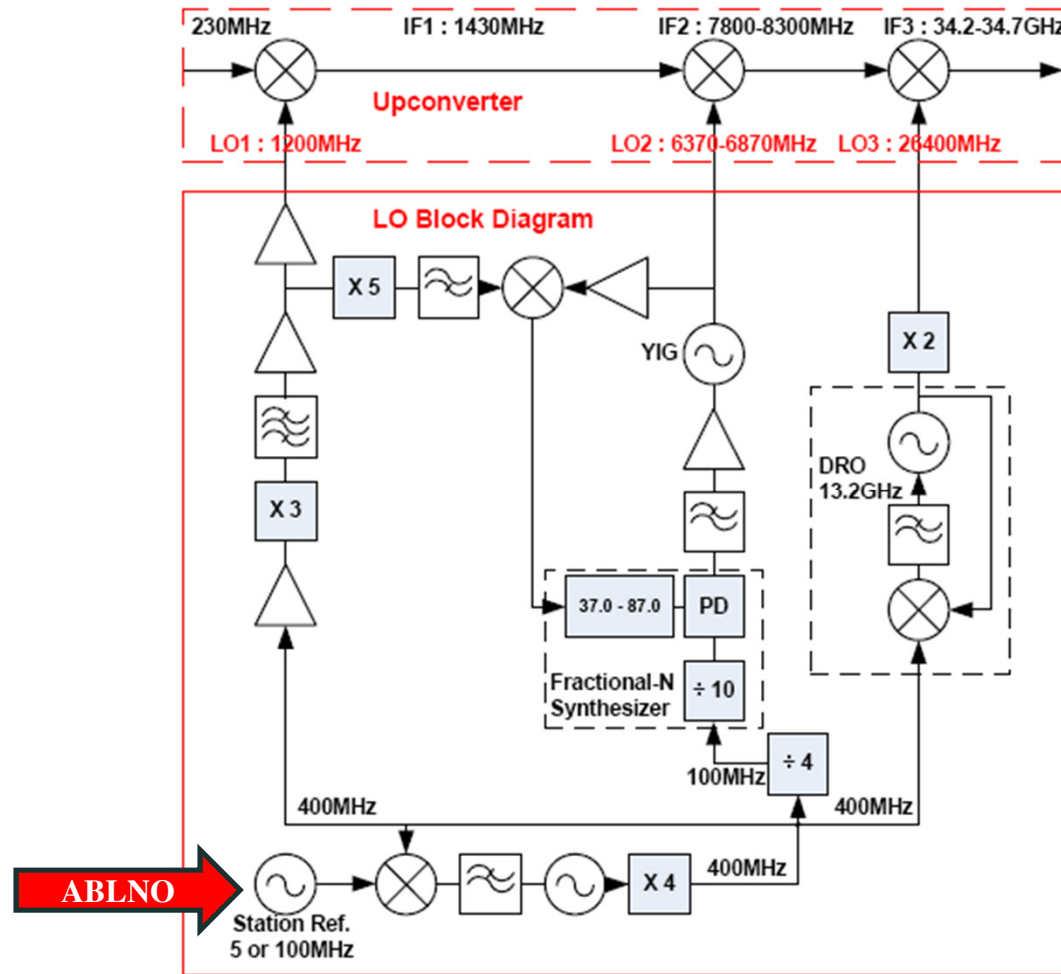 230MHz
IF1 : 1430MHz
IF2 : 7800-8300MHz
IF3 : 34.2-34.7GHz
Upconverter
LO1 : 1200MHz
LO2 : 6370-6870MHz
LO3 : 26400MHz
LO Block Diagram
X 5
YIG
X 2
X 3
DRO
13.2GHz
37.0 - 87.0
PD
Fractional-N
Synthesizer
÷ 10
÷ 4
100MHz
400MHz
400MHz
X 4
400MHz
ABLNO
Station Ref.
5 or 100MHz